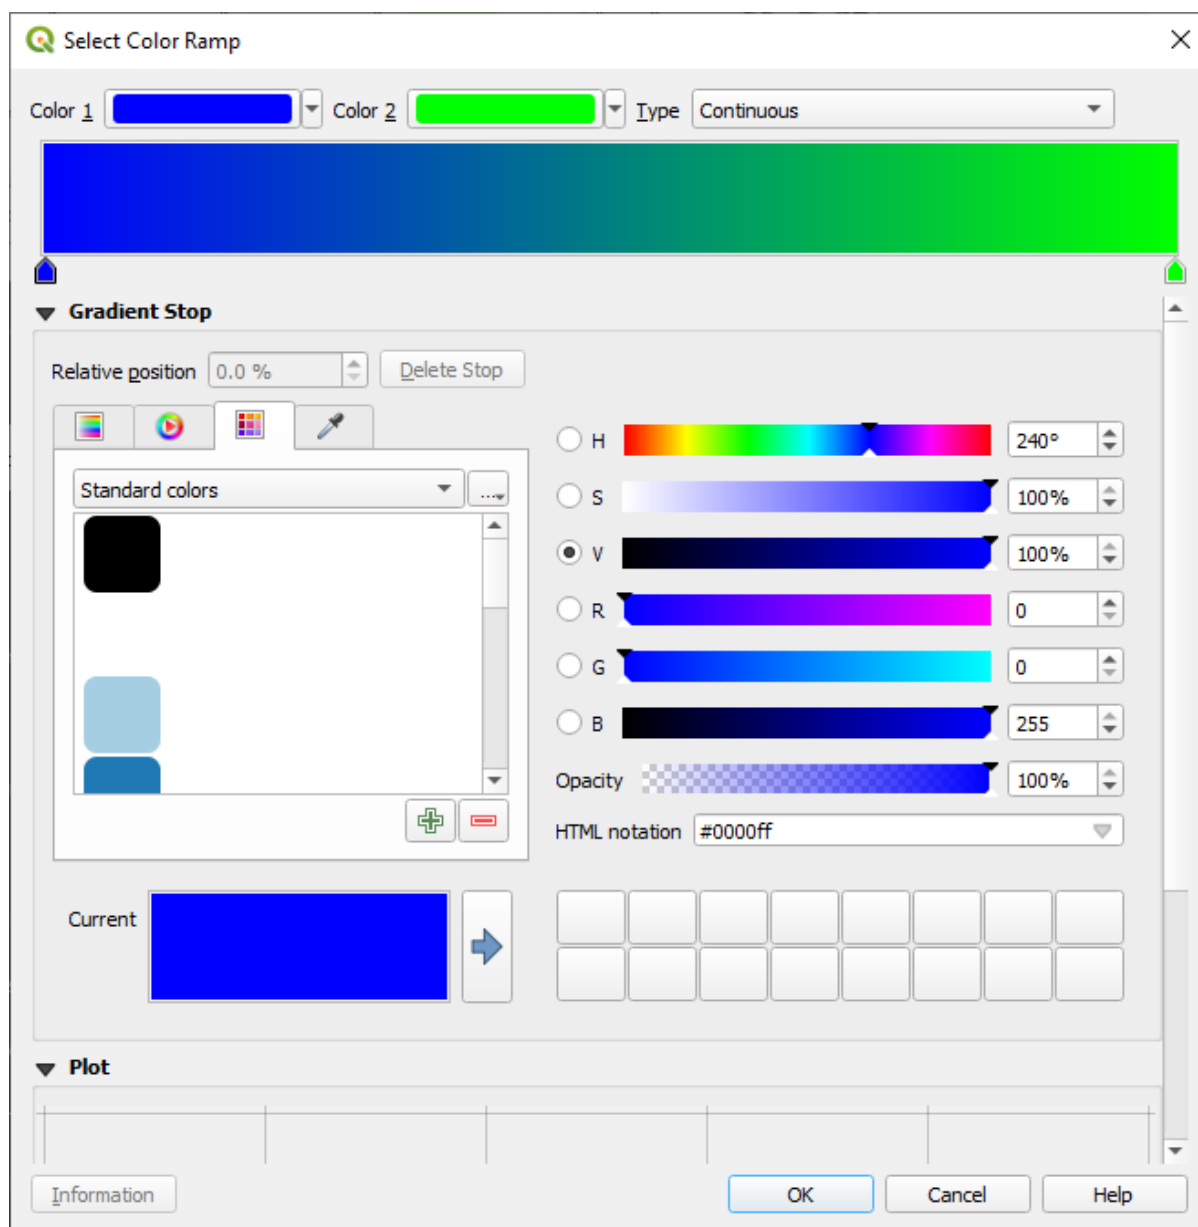 Select Color Ramp
Color 1 Color 2 Type Continuous
Gradient Stop
Relative position 0.0 % Delete Stop
H 240°
Standard colors ...
S 100%
V 100%
R 0
G 0
B 255
Opacity 100%
HTML notation #0000ff
Current
Plot
Information OK Cancel Help